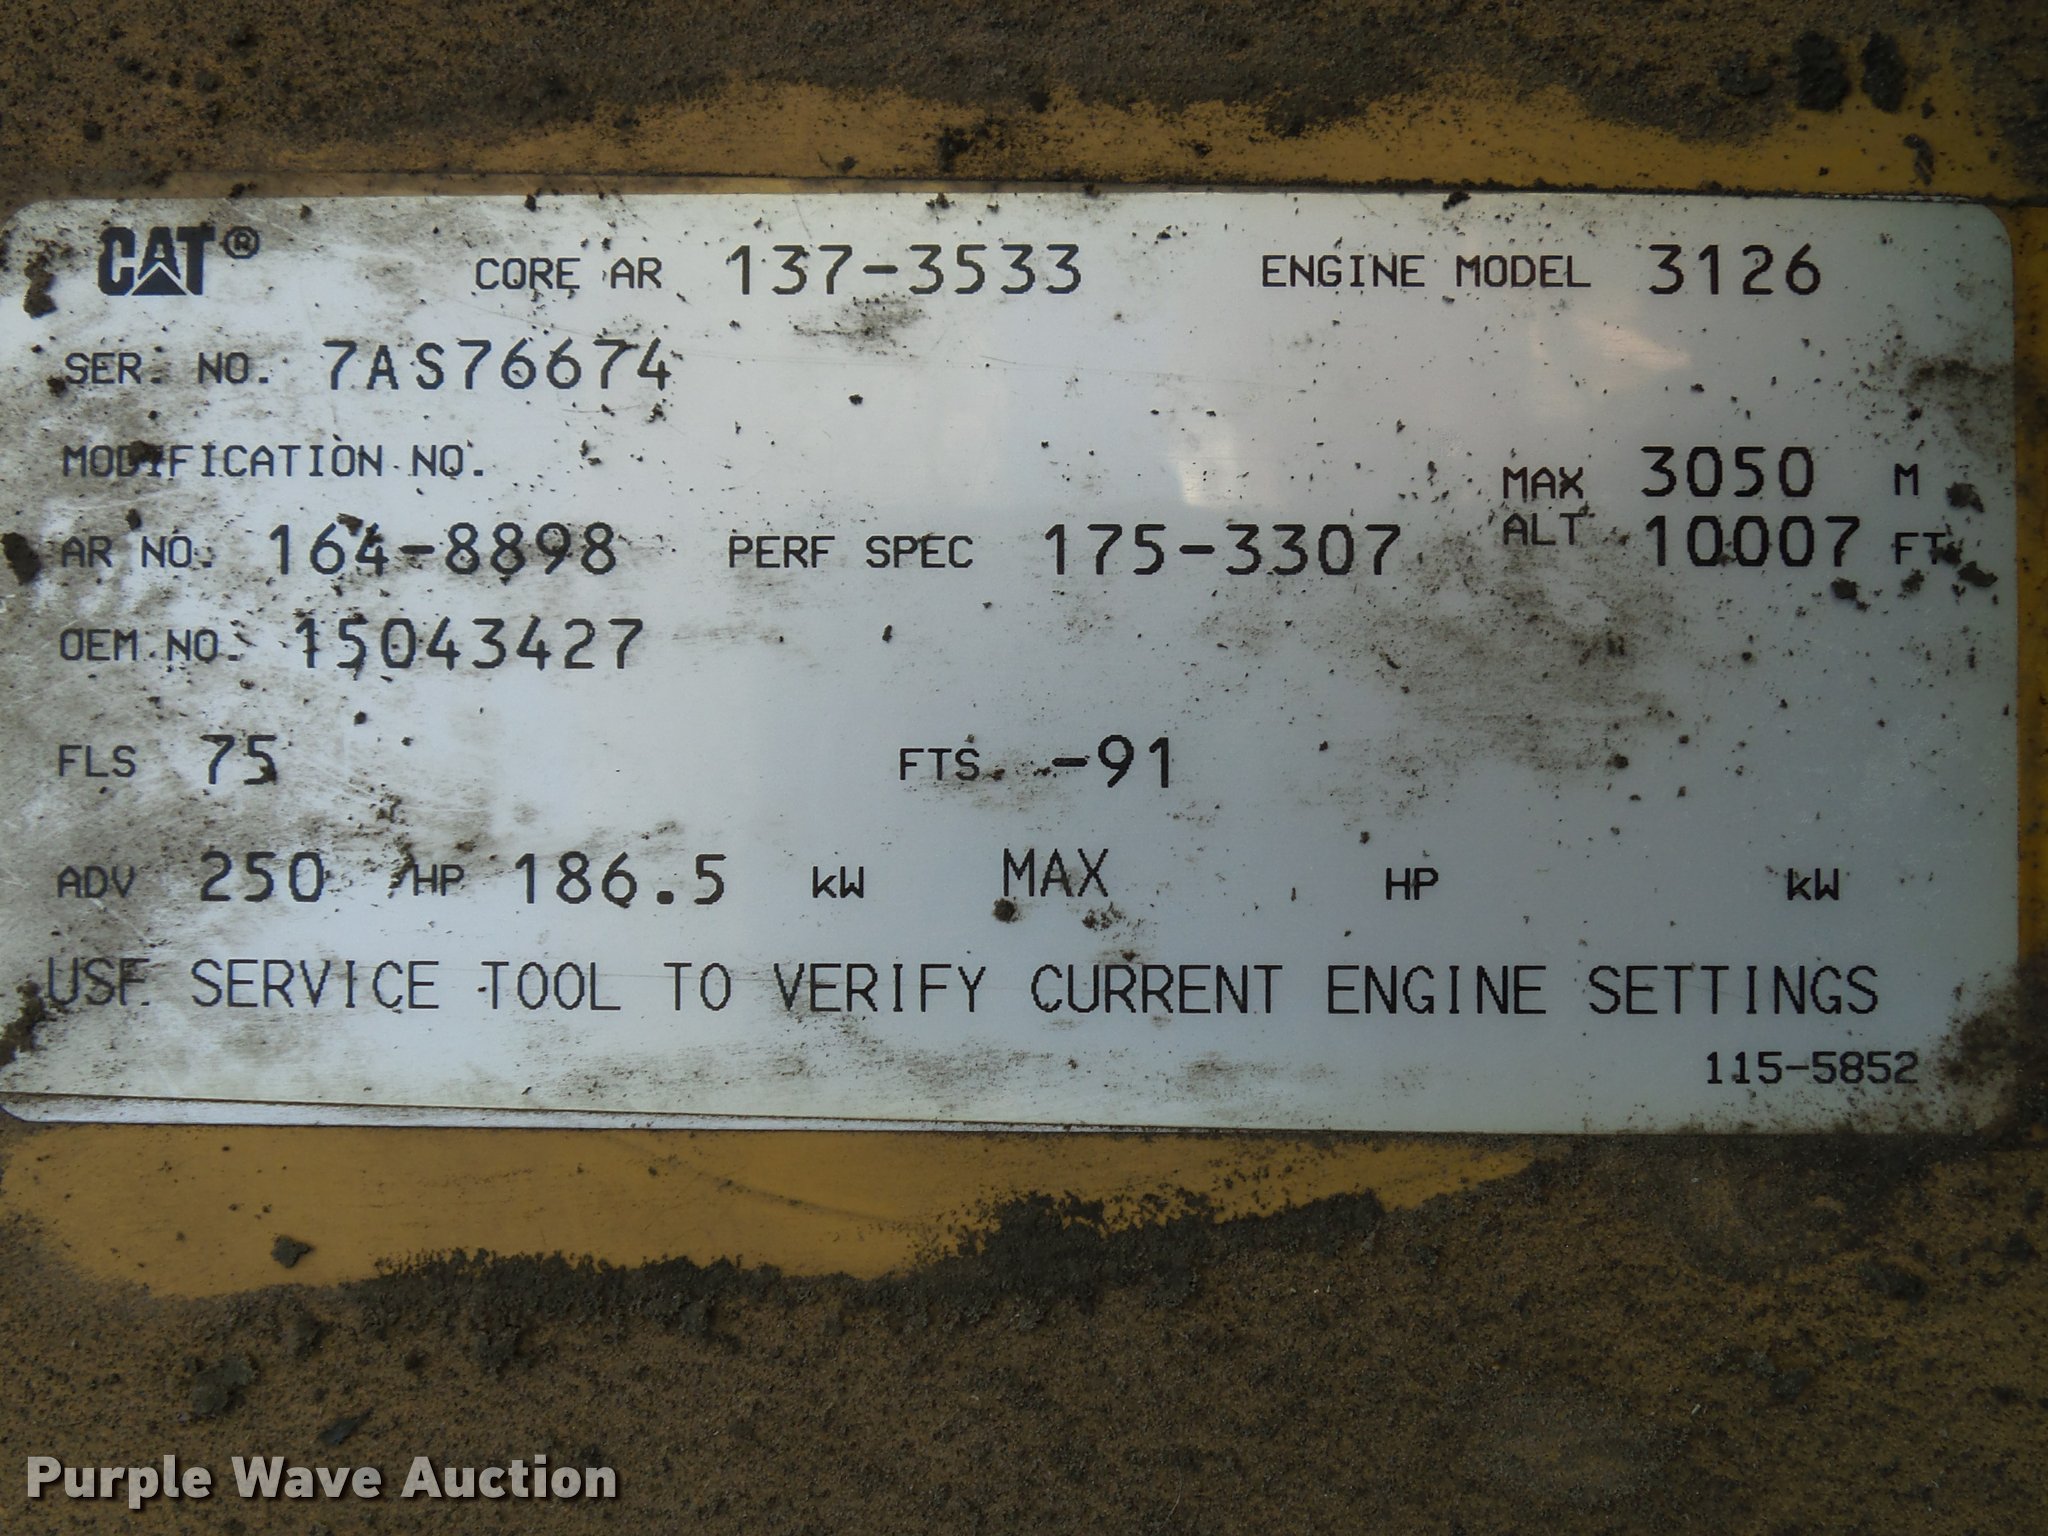 CAT® CORE AR 137-3533 ENGINE MODEL 3126
SER. NO. 7AS76674
MODIFICATION NO.
MAX ALT 3050 M 10007 FT
AR NO. 164-8898 PERF SPEC 175-3307
OEM NO. 15043427
FLS 75 FTS -91
ADV 250 HP 186.5 kW MAX HP kW
USE SERVICE TOOL TO VERIFY CURRENT ENGINE SETTINGS
115-5852
Purple Wave Auction